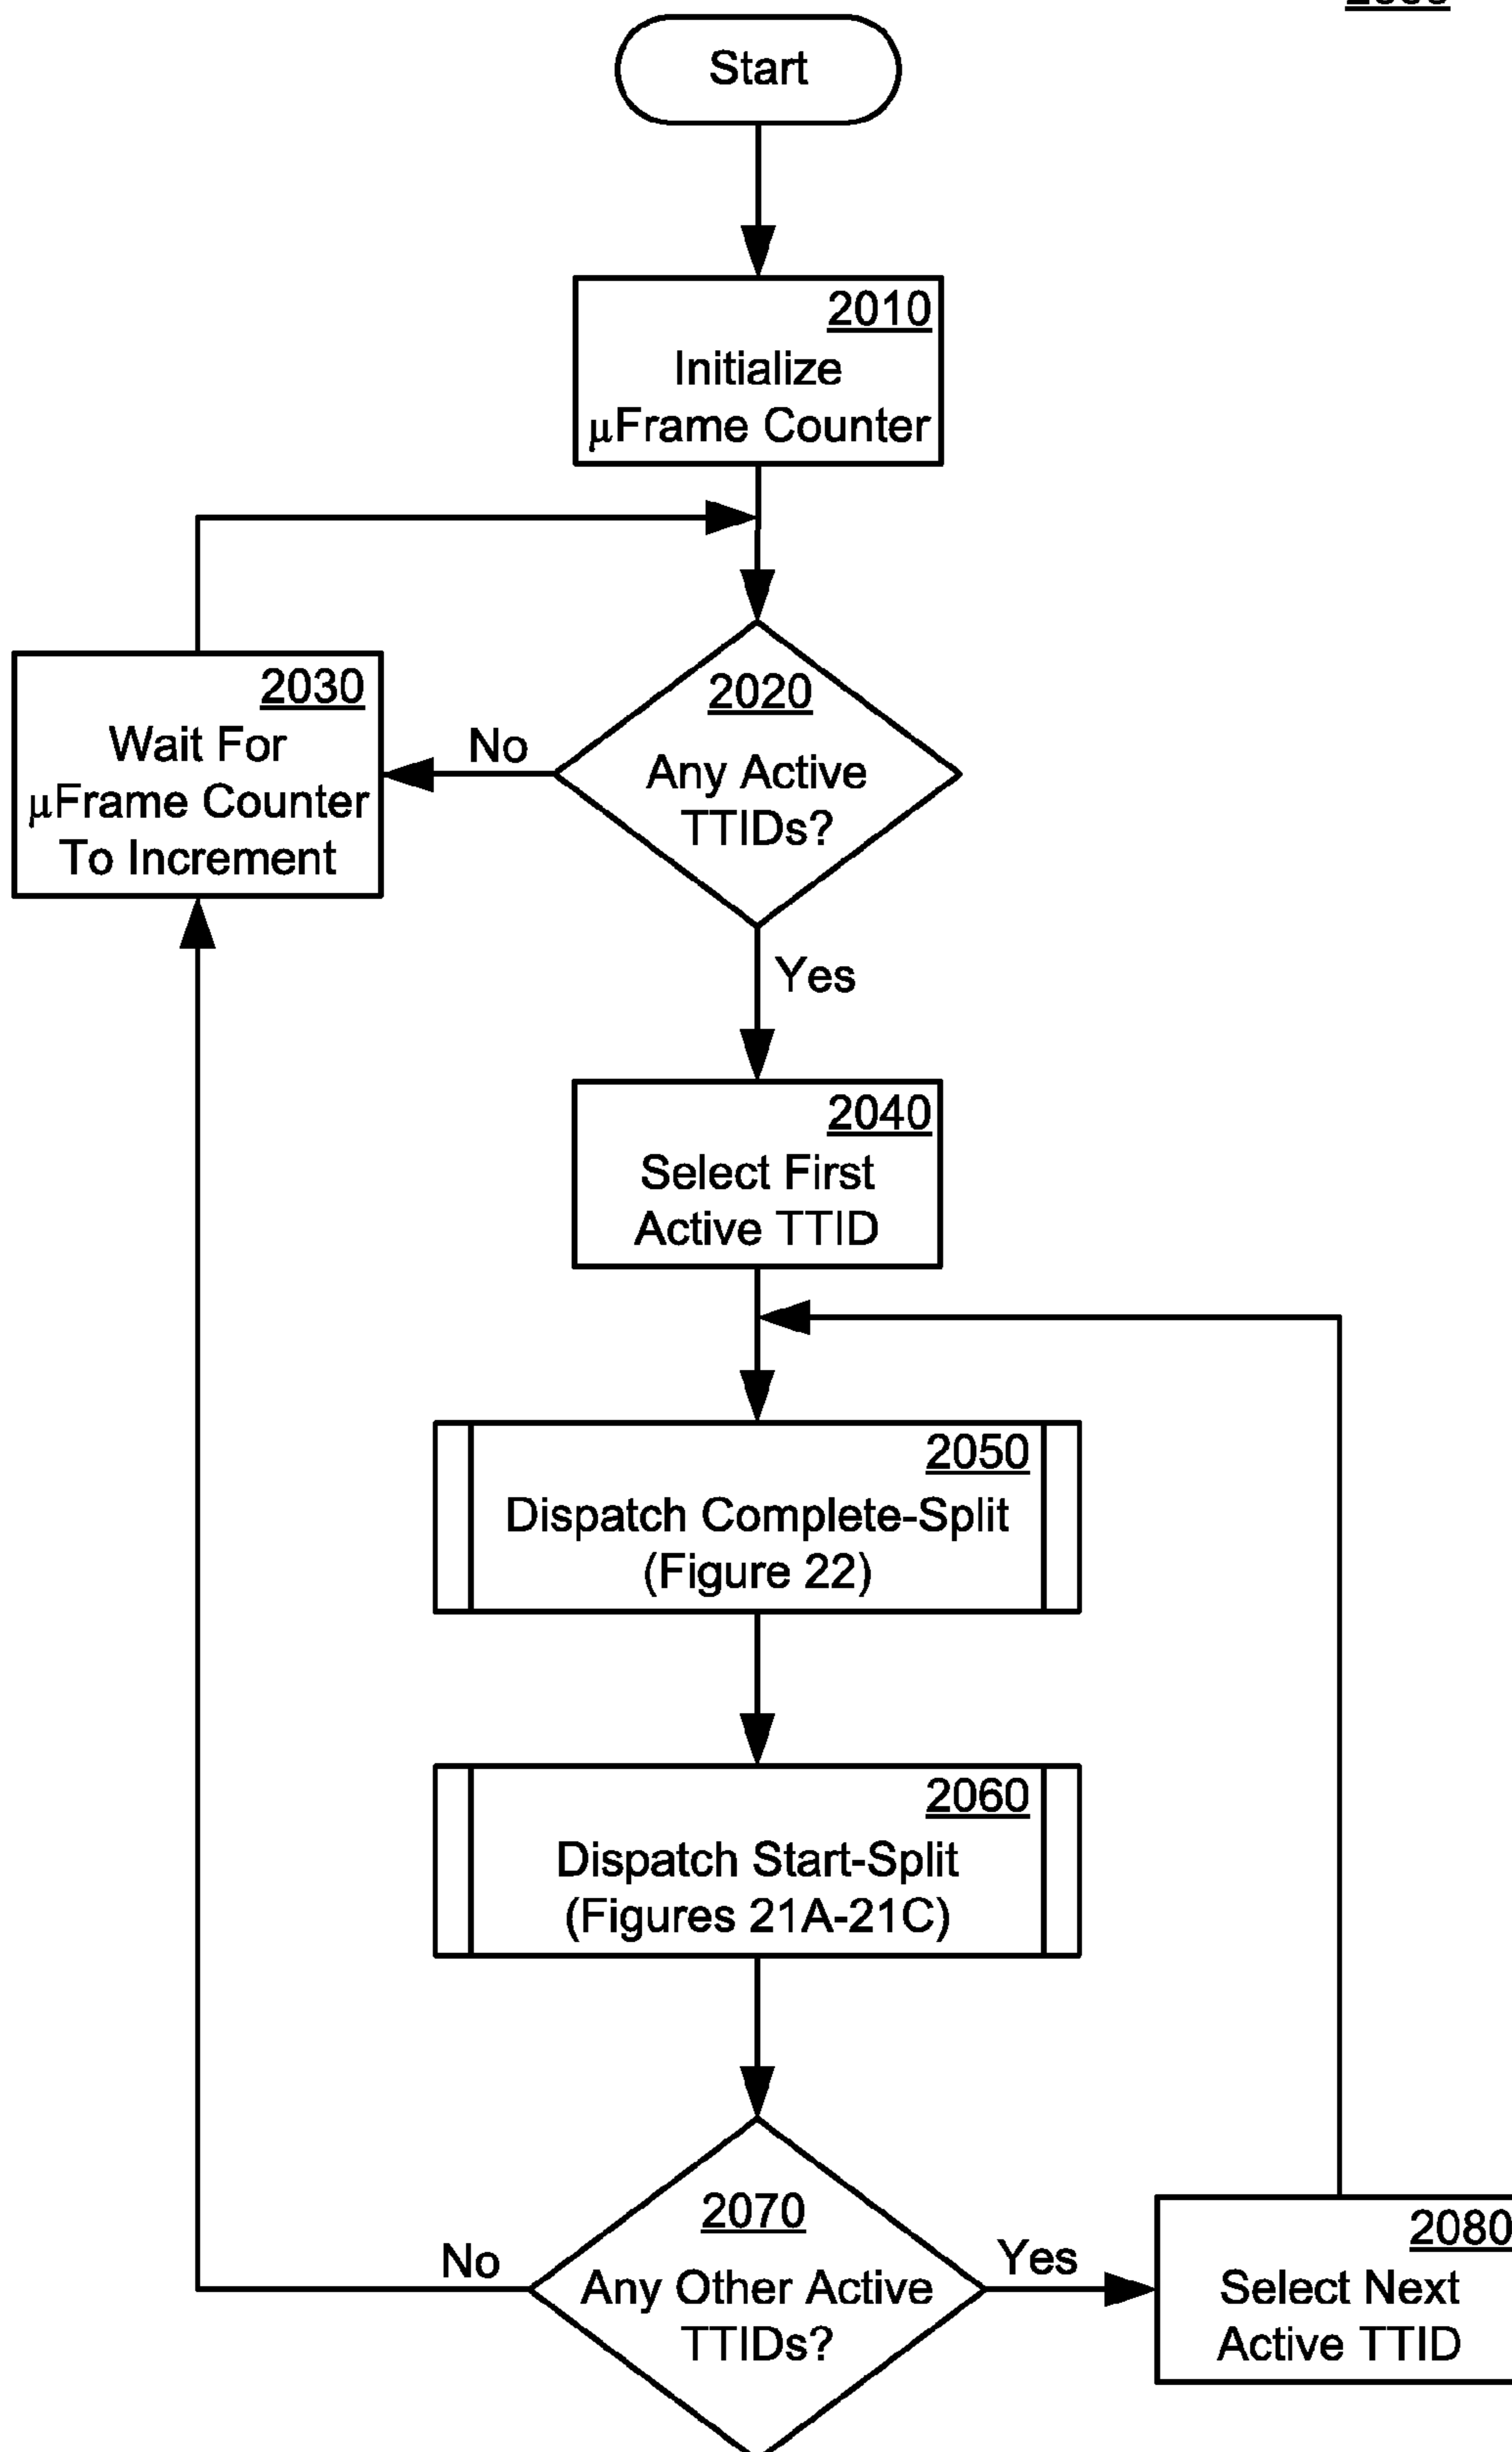 Start
2010
Initialize
μFrame Counter
2030
Wait For
μFrame Counter
To Increment
No
2020
Any Active
TTIDs?
Yes
2040
Select First
Active TTID
2050
Dispatch Complete-Split
(Figure 22)
2060
Dispatch Start-Split
(Figures 21A-21C)
No
2070
Any Other Active
TTIDs?
Yes
2080
Select Next
Active TTID